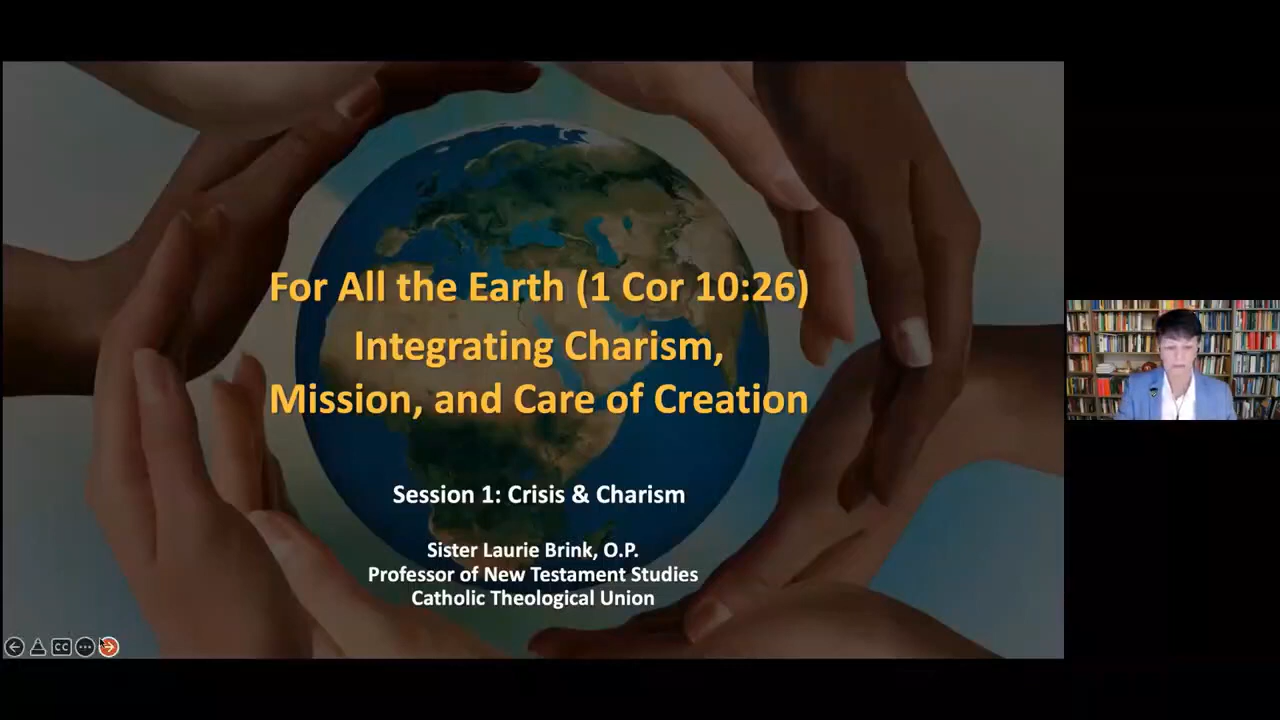 For All the Earth (1 Cor 10:26)
Integrating Charism,
Mission, and Care of Creation
Session 1: Crisis & Charism
Sister Laurie Brink, O.P.
Professor of New Testament Studies
Catholic Theological Union
CC